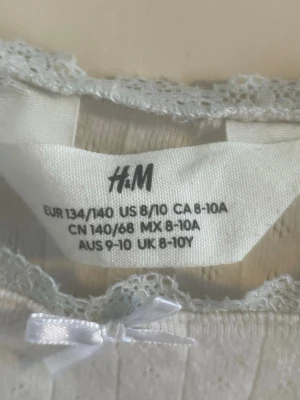 H&M
EUR 134/140 US 8/10 CA 8-10A
CN 140/68 MX 8-10A
AUS 9-10 UK 8-10Y